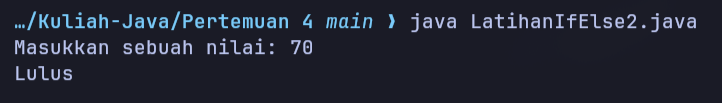 …/Kuliah-Java/Pertemuan 4 main ❯ java LatihanIfElse2.java
Masukkan sebuah nilai: 70
Lulus